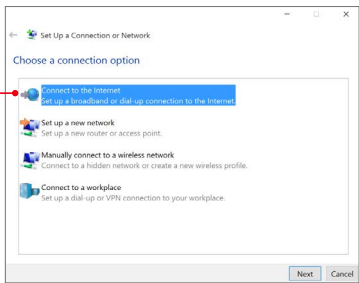 Set Up a Connection or Network
Choose a connection option
Connect to the Internet
Set up a broadband or dial-up connection to the Internet.
Set up a new network
Set up a new router or access point.
Manually connect to a wireless network
Connect to a hidden network or create a new wireless profile.
Connect to a workplace
Set up a dial-up or VPN connection to your workplace.
Next Cancel